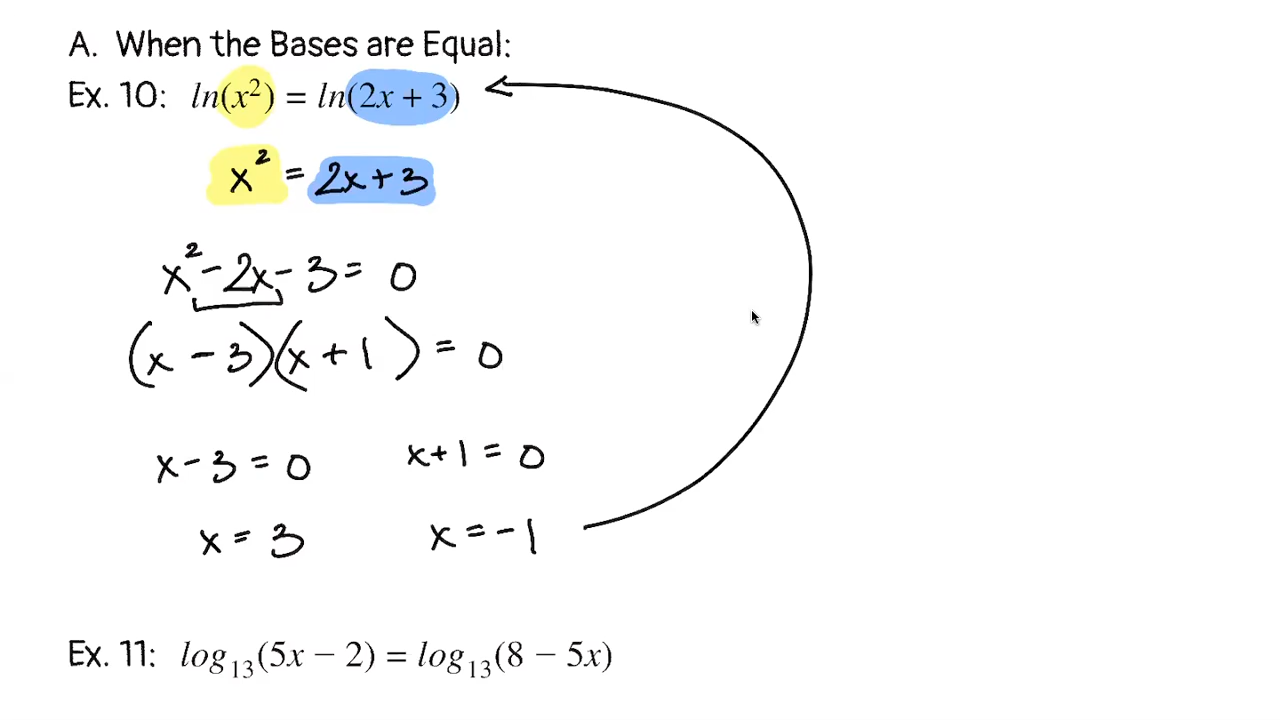 A. When the Bases are Equal:
Ex. 10: ln(x²) = ln(2x + 3)
x² = 2x + 3
x² - 2x - 3 = 0
(x - 3)(x + 1) = 0
x - 3 = 0 x + 1 = 0
x = 3 x = -1
Ex. 11: log₁₃(5x − 2) = log₁₃(8 − 5x)